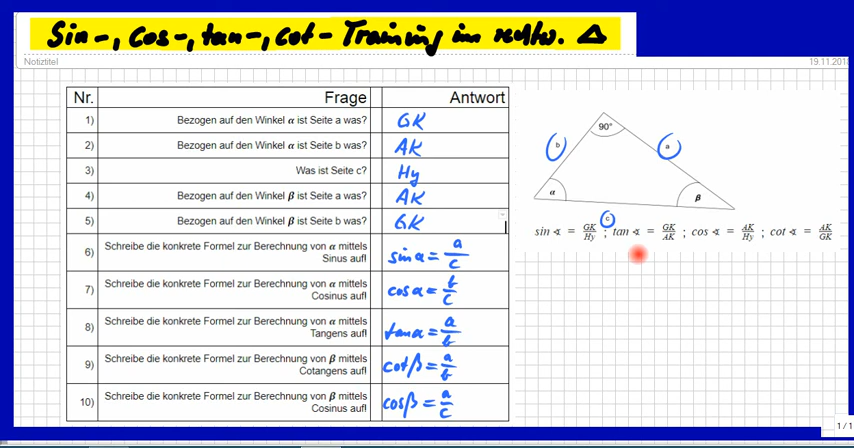 Sin-, Cos-, tan-, cot- Training im rechtw. Δ
Notiztitel
19.11.2018
Nr. Frage Antwort
1) Bezogen auf den Winkel α ist Seite a was? GK
2) Bezogen auf den Winkel α ist Seite b was? AK
3) Was ist Seite c? Hy
4) Bezogen auf den Winkel β ist Seite a was? AK
5) Bezogen auf den Winkel β ist Seite b was? GK
6) Schreibe die konkrete Formel zur Berechnung von α mittels
Sinus auf! sin α = a/c
7) Schreibe die konkrete Formel zur Berechnung von α mittels
Cosinus auf! cos α = b/c
8) Schreibe die konkrete Formel zur Berechnung von α mittels
Tangens auf! tan α = a/b
9) Schreibe die konkrete Formel zur Berechnung von β mittels
Cotangens auf! cot β = a/b
10) Schreibe die konkrete Formel zur Berechnung von β mittels
Cosinus auf! cos β = a/c
90°
b
a
α
β
c
sin ∢ = GK/Hy ; tan ∢ = GK/AK ; cos ∢ = AK/Hy ; cot ∢ = AK/GK
1/1